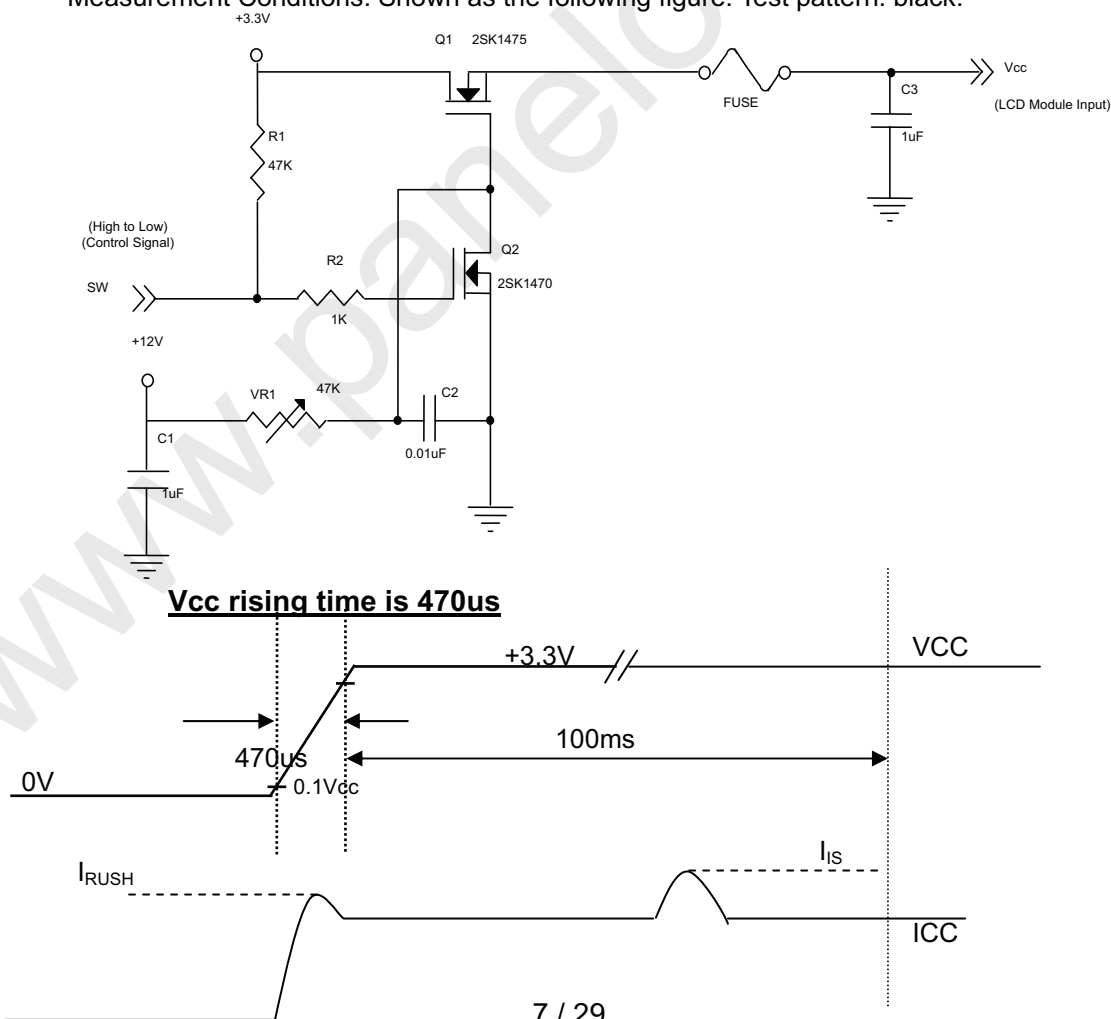 Measurement Conditions: Shown as the following figure. Test pattern: black.
+3.3V
Q1 2SK1475
Vcc
(LCD Module Input)
FUSE
C3
1uF
R1
47K
(High to Low)
(Control Signal)
SW
R2
1K
Q2
2SK1470
+12V
VR1
47K
C2
0.01uF
C1
1uF
Vcc rising time is 470us
+3.3V
VCC
470us
100ms
0V
0.1Vcc
IRUSH
IIS
ICC
7 / 29
www.panelo